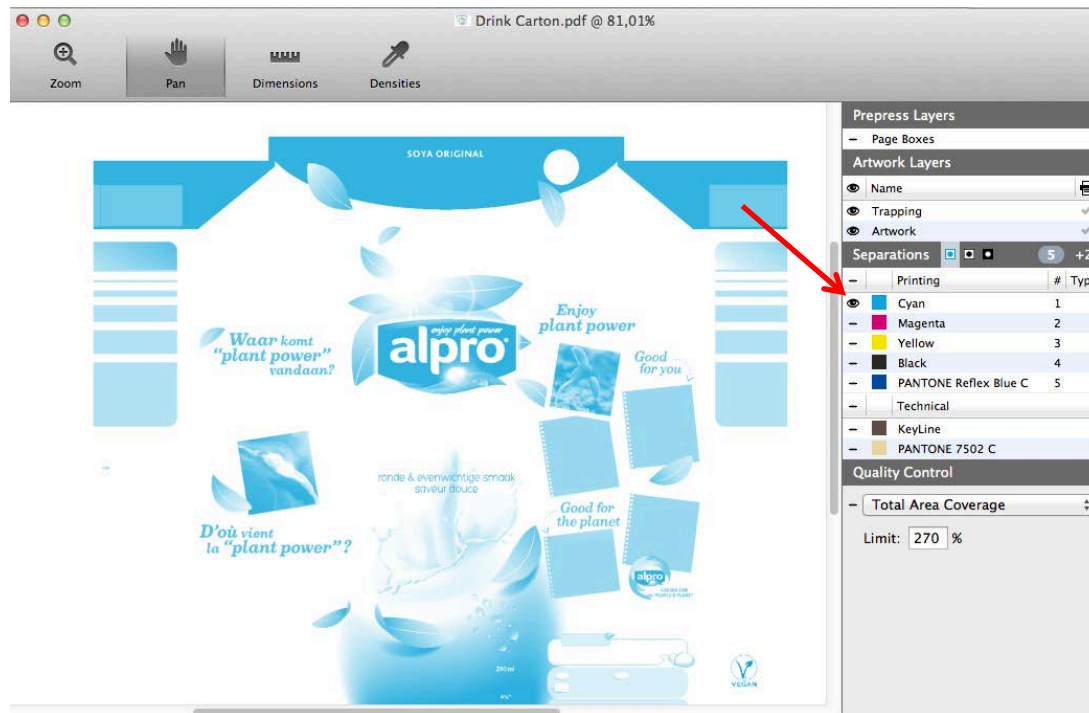 Drink Carton.pdf @ 81,01%
Zoom
Pan
Dimensions
Densities
SOYA ORIGINAL
Waar komt
“plant power”
vandaan?
enjoy plant power
alpro
Enjoy
plant power
Good
for you
ronde & evenwichtige smaak
saveur douce
Good for
the planet
D'où vient
la “plant power”?
alpro
250ml
VEGAN
Prepress Layers
Page Boxes
Artwork Layers
Name
Trapping
Artwork
Separations 5 +2
Printing # Typ
Cyan 1
Magenta 2
Yellow 3
Black 4
PANTONE Reflex Blue C 5
Technical
KeyLine
PANTONE 7502 C
Quality Control
Total Area Coverage
Limit: 270 %